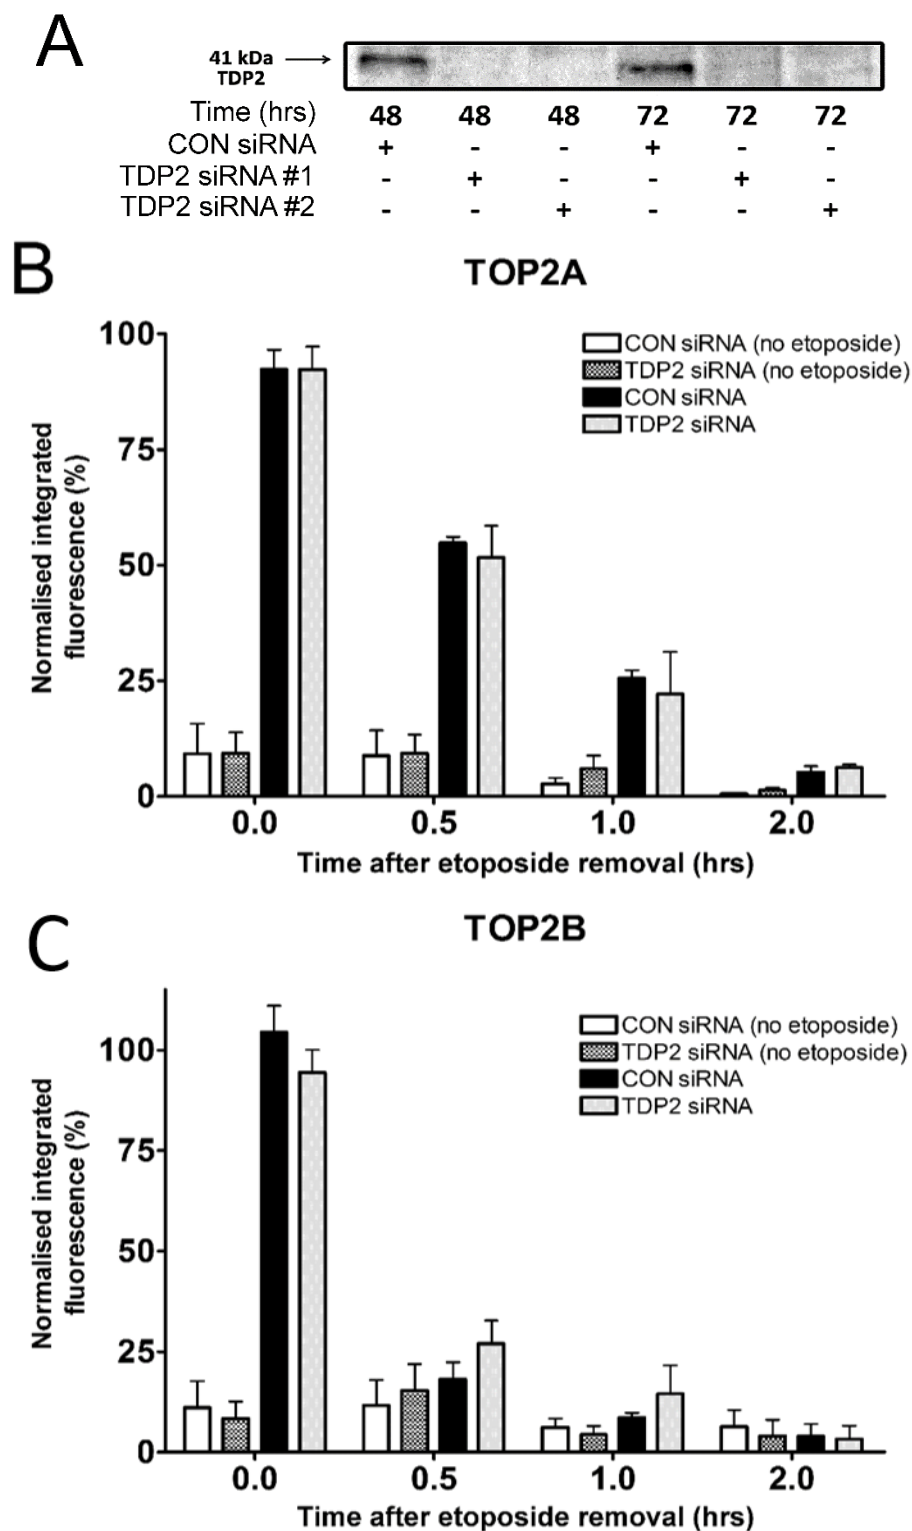 A
41 kDa
TDP2
Time (hrs) 48 48 48 72 72 72
CON siRNA + - - + - -
TDP2 siRNA #1 - + - - + -
TDP2 siRNA #2 - - + - - +
B
TOP2A
Normalised integrated
fluorescence (%)
100
75
50
25
0
CON siRNA (no etoposide)
TDP2 siRNA (no etoposide)
CON siRNA
TDP2 siRNA
0.0 0.5 1.0 2.0
Time after etoposide removal (hrs)
C
TOP2B
Normalised integrated
fluorescence (%)
100
75
50
25
0
CON siRNA (no etoposide)
TDP2 siRNA (no etoposide)
CON siRNA
TDP2 siRNA
0.0 0.5 1.0 2.0
Time after etoposide removal (hrs)